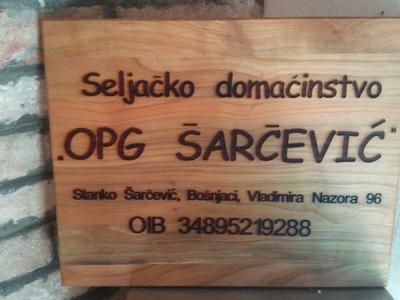 Seljačko domaćinstvo
„OPG ŠARČEVIĆ"
Stanko Šarčević, Bošnjaci, Vladimira Nazora 96
OIB 34895219288